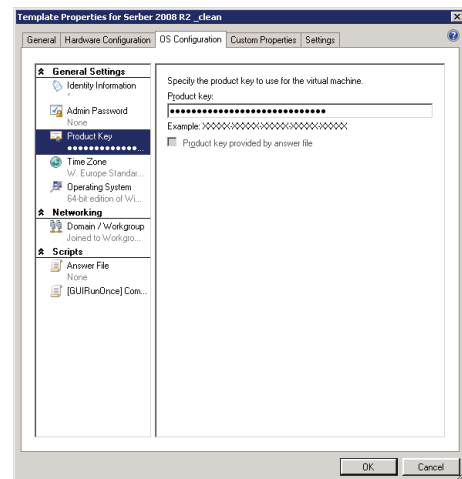 Template Properties for Serber 2008 R2 _clean
General
Hardware Configuration
OS Configuration
Custom Properties
Settings
General Settings
Identity Information
*
Admin Password
None
Product Key
●●●●●●●●●●●●●...
Time Zone
W. Europe Standar...
Operating System
64-bit edition of Wi...
Networking
Domain / Workgroup
Joined to Workgro...
Scripts
Answer File
None
[GUIRunOnce] Com...
Specify the product key to use for the virtual machine.
Product key:
●●●●●●●●●●●●●●●●●●●●●●●●●●●●●
Example: XXXXX-XXXXX-XXXXX-XXXXX-XXXXX
Product key provided by answer
file
OK
Cancel